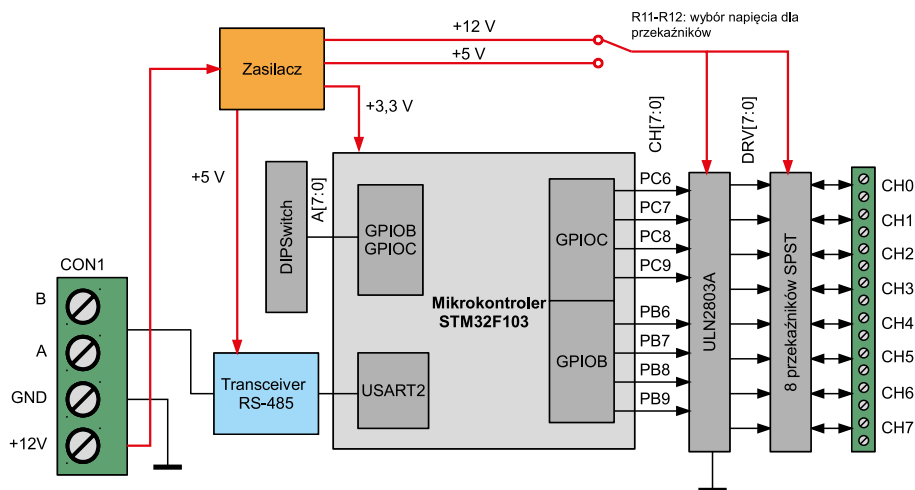 R11-R12: wybór napięcia dla
przekaźników
+12 V
+5 V
Zasilacz
+3,3 V
+5 V
CH[7:0]
DRV[7:0]
DIPSwitch
A[7:0]
GPIOB
GPIOC
GPIOC
PC6
PC7
PC8
PC9
Mikrokontroler
STM32F103
GPIOB
PB6
PB7
PB8
PB9
ULN2803A
8 przekaźników SPST
CH0
CH1
CH2
CH3
CH4
CH5
CH6
CH7
CON1
B
A
GND
+12V
Transceiver
RS-485
USART2